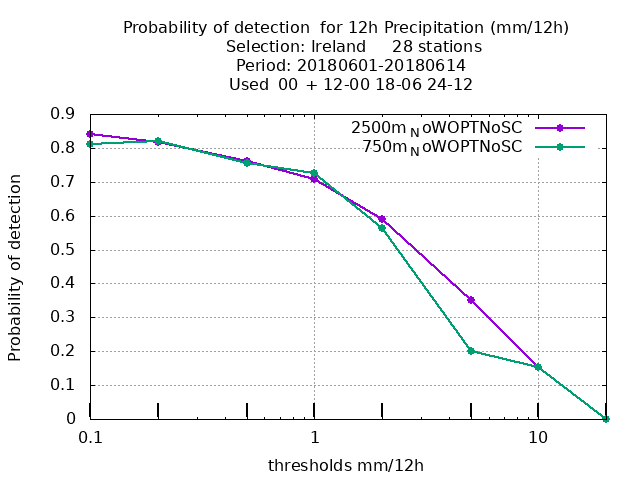 Probability of detection  for 12h Precipitation (mm/12h)
Selection: Ireland     28 stations
Period: 20180601-20180614
Used  00 + 12-00 18-06 24-12
2500m_NoWOPTNoSC
750m_NoWOPTNoSC
0.9
0.8
0.7
0.6
0.5
0.4
0.3
0.2
0.1
0
Probability of detection
0.1 1 10
thresholds mm/12h